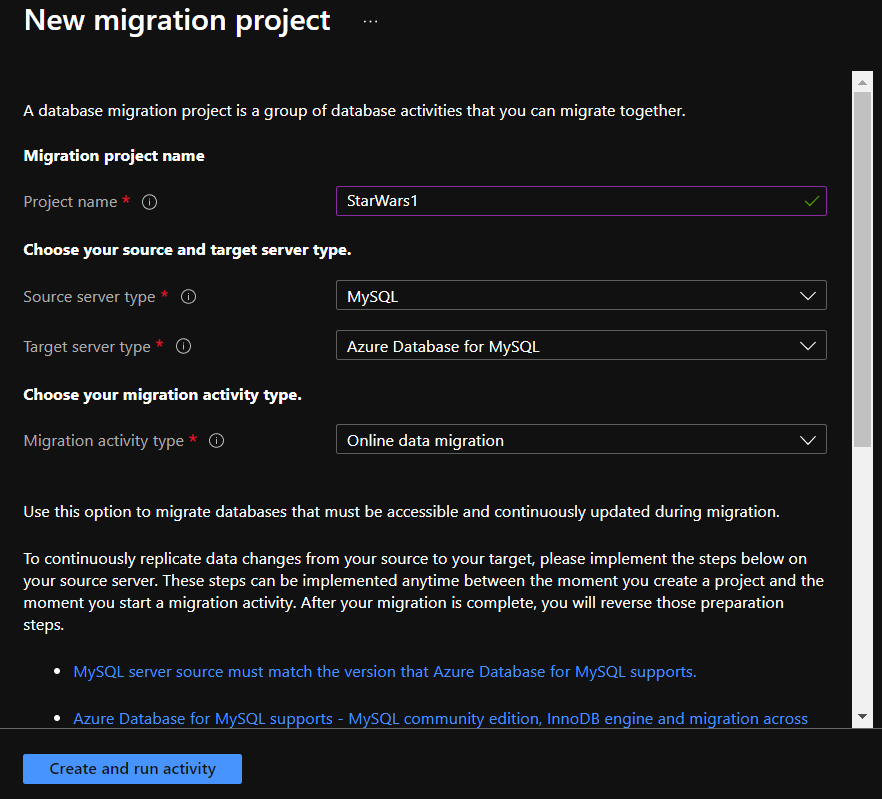 New migration project ...
A database migration project is a group of database activities that you can migrate together.
Migration project name
Project name *
StarWars1
Choose your source and target server type.
Source server type *
MySQL
Target server type *
Azure Database for MySQL
Choose your migration activity type.
Migration activity type *
Online data migration
Use this option to migrate databases that must be accessible and continuously updated during migration.
To continuously replicate data changes from your source to your target, please implement the steps below on
your source server. These steps can be implemented anytime between the moment you create a project and the
moment you start a migration activity. After your migration is complete, you will reverse those preparation
steps.
• MySQL server source must match the version that Azure Database for MySQL supports.
• Azure Database for MySQL supports - MySQL community edition, InnoDB engine and migration across
Create and run activity